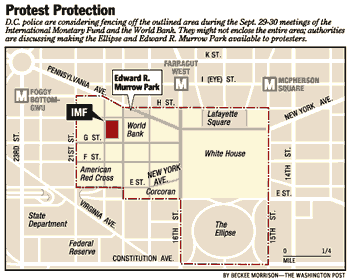 Protest Protection
D.C. police are considering fencing off the outlined area during the Sept. 29-30 meetings of the
International Monetary Fund and the World Bank. They might not enclose the entire area; authorities
are discussing making the Ellipse and Edward R. Murrow Park available to protesters.
K ST.
PENNSYLVANIA AVE.
FARRAGUT
WEST
M
I (EYE) ST.
M
MCPHERSON
SQUARE
Edward R.
Murrow Park
M
FOGGY
BOTTOM-
GWU
H ST.
NEW YORK AVE.
IMF
World
Bank
Lafayette
Square
23RD ST.
21ST ST.
G ST.
F ST.
White House
American
Red Cross
NEW YORK
AVE.
14TH ST.
E ST.
Corcoran
E ST.
VIRGINIA AVE.
State
Department
16TH ST.
The
Ellipse
15TH ST.
Federal
Reserve
CONSTITUTION AVE.
0
1/4
MILE
BY BECKEE MORRISON—THE WASHINGTON POST